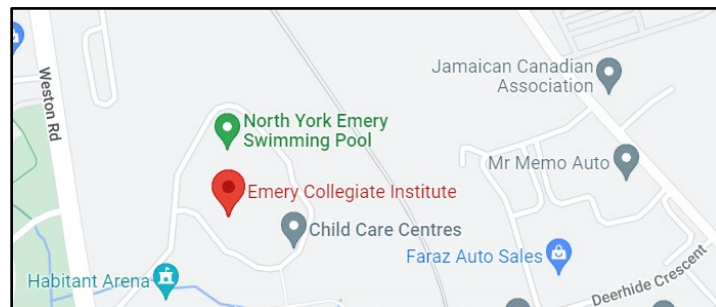 Weston Rd
Jamaican Canadian
Association
North York Emery
Swimming Pool
Mr Memo Auto
Emery Collegiate Institute
Child Care Centres
Faraz Auto Sales
Habitant Arena
Deerhide Crescent